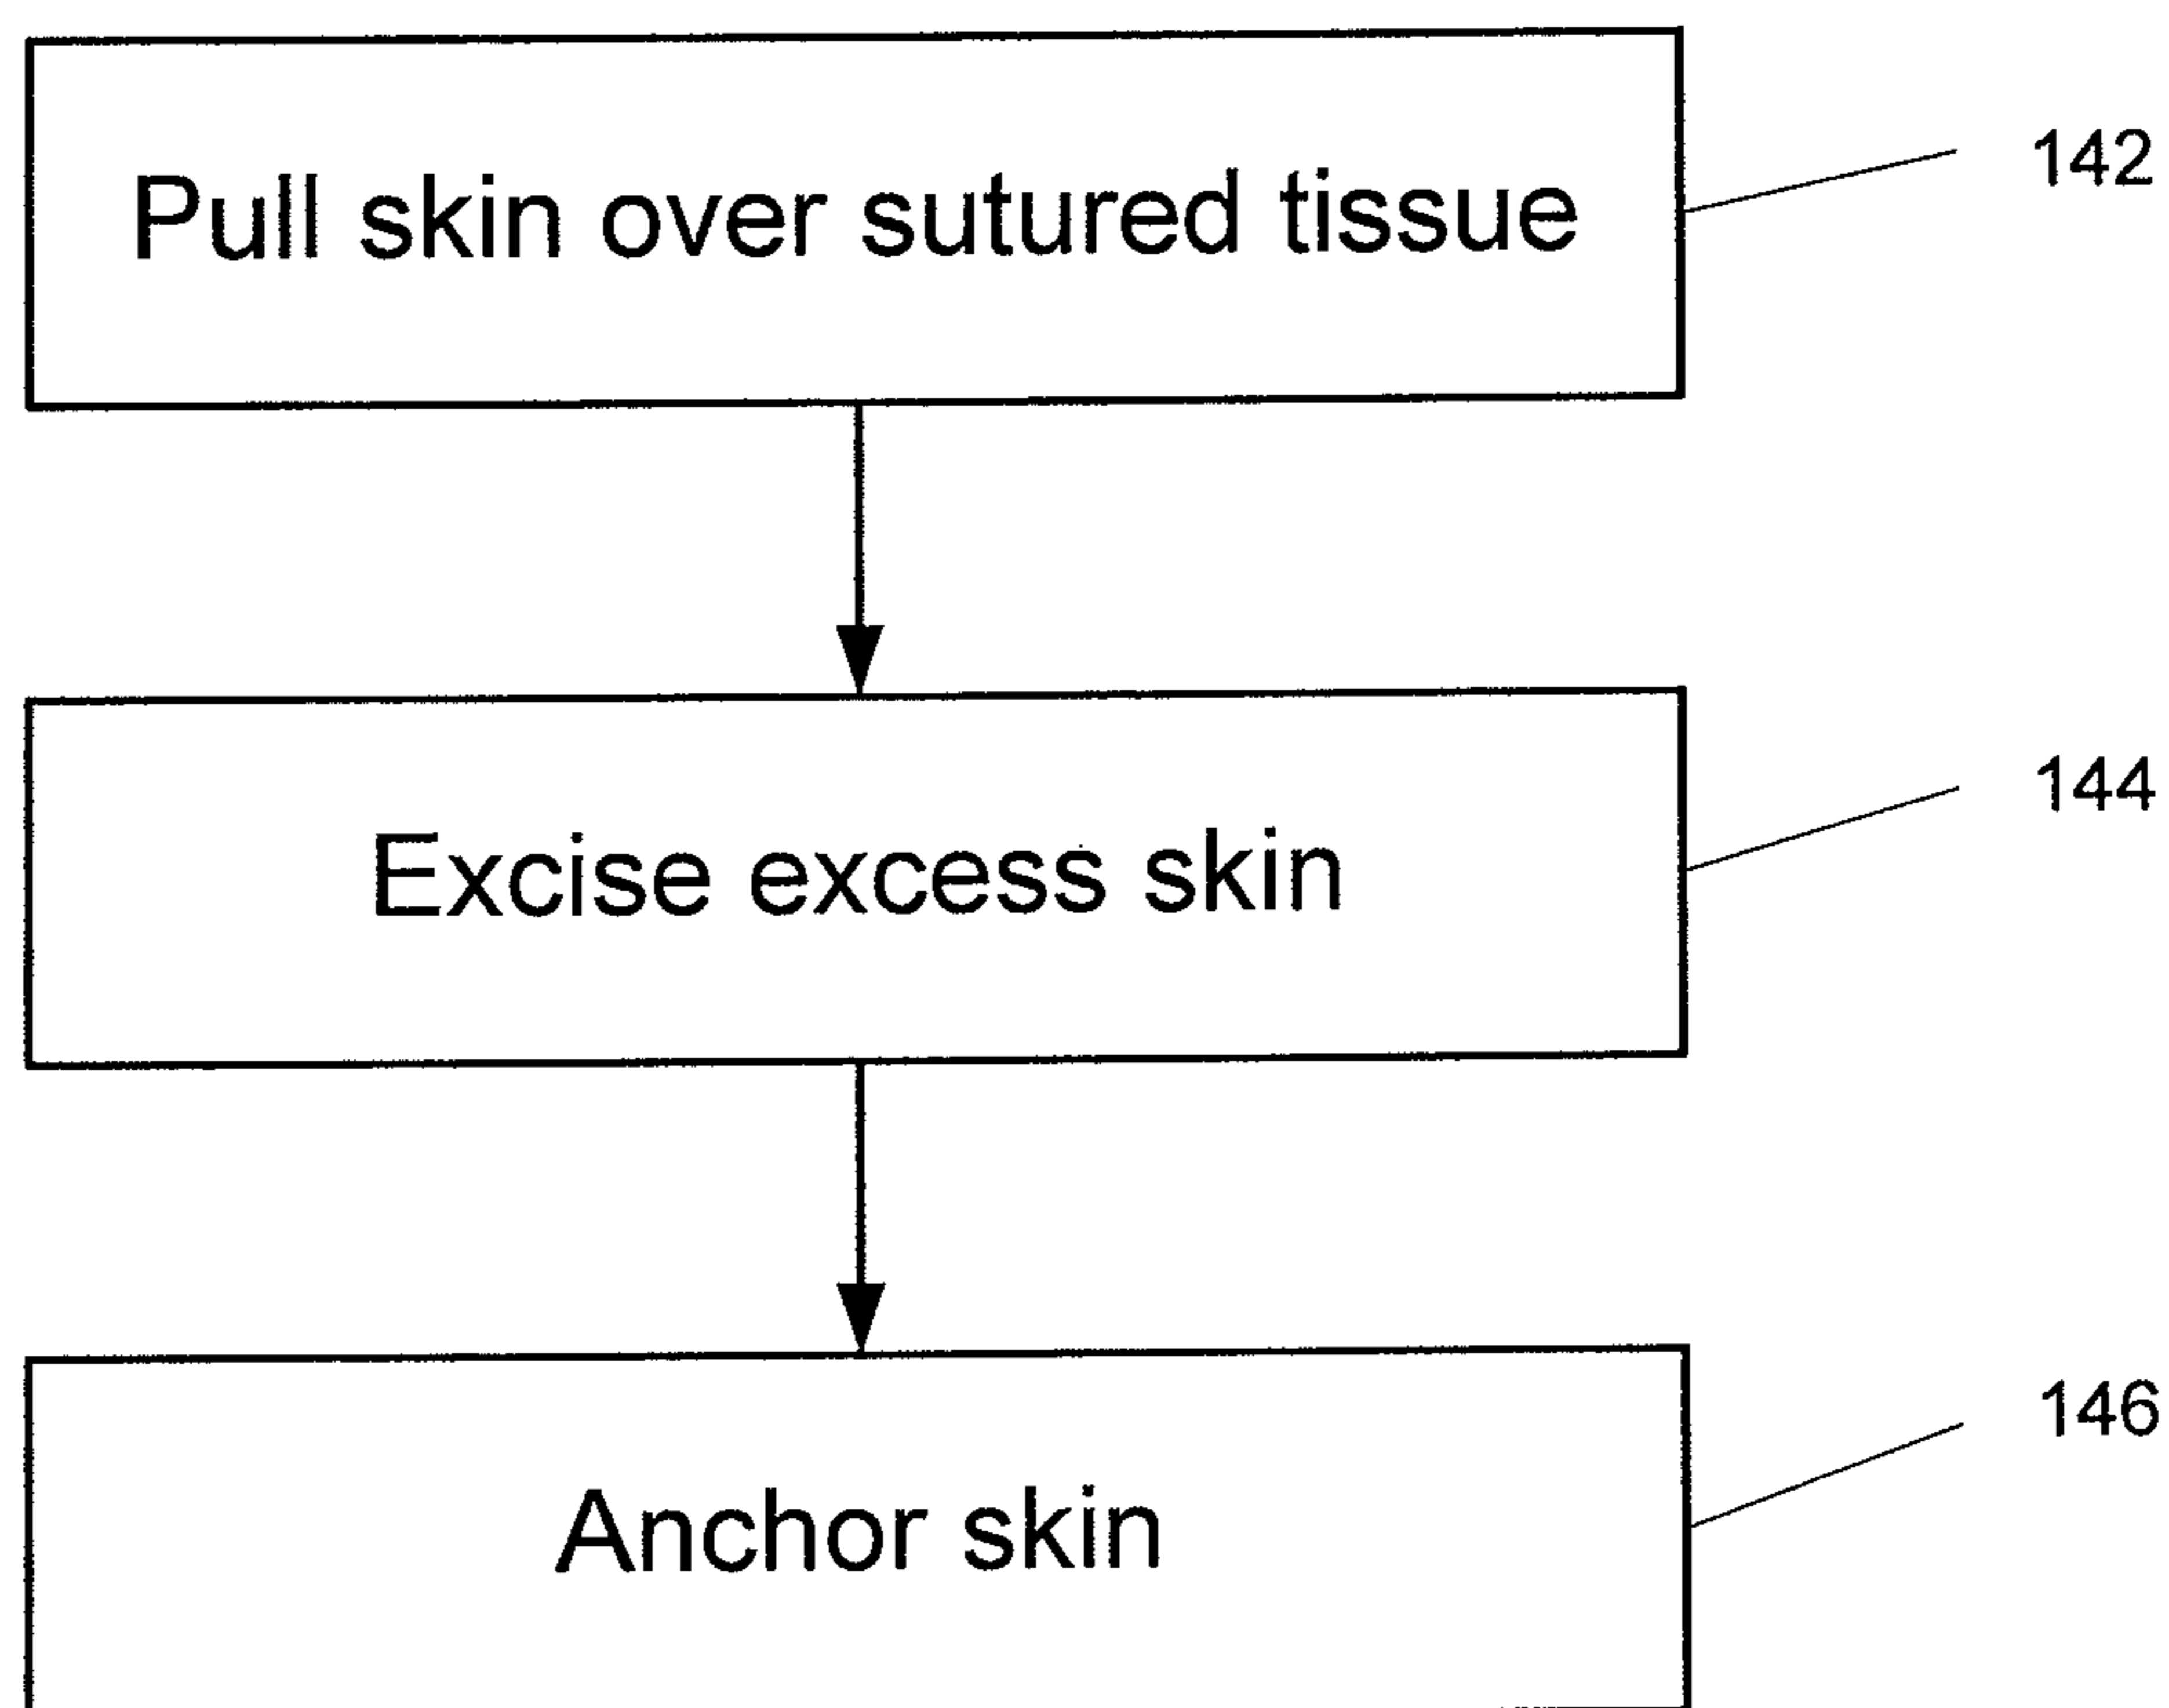 Pull skin over sutured tissue
142
Excise excess skin
144
Anchor skin
146